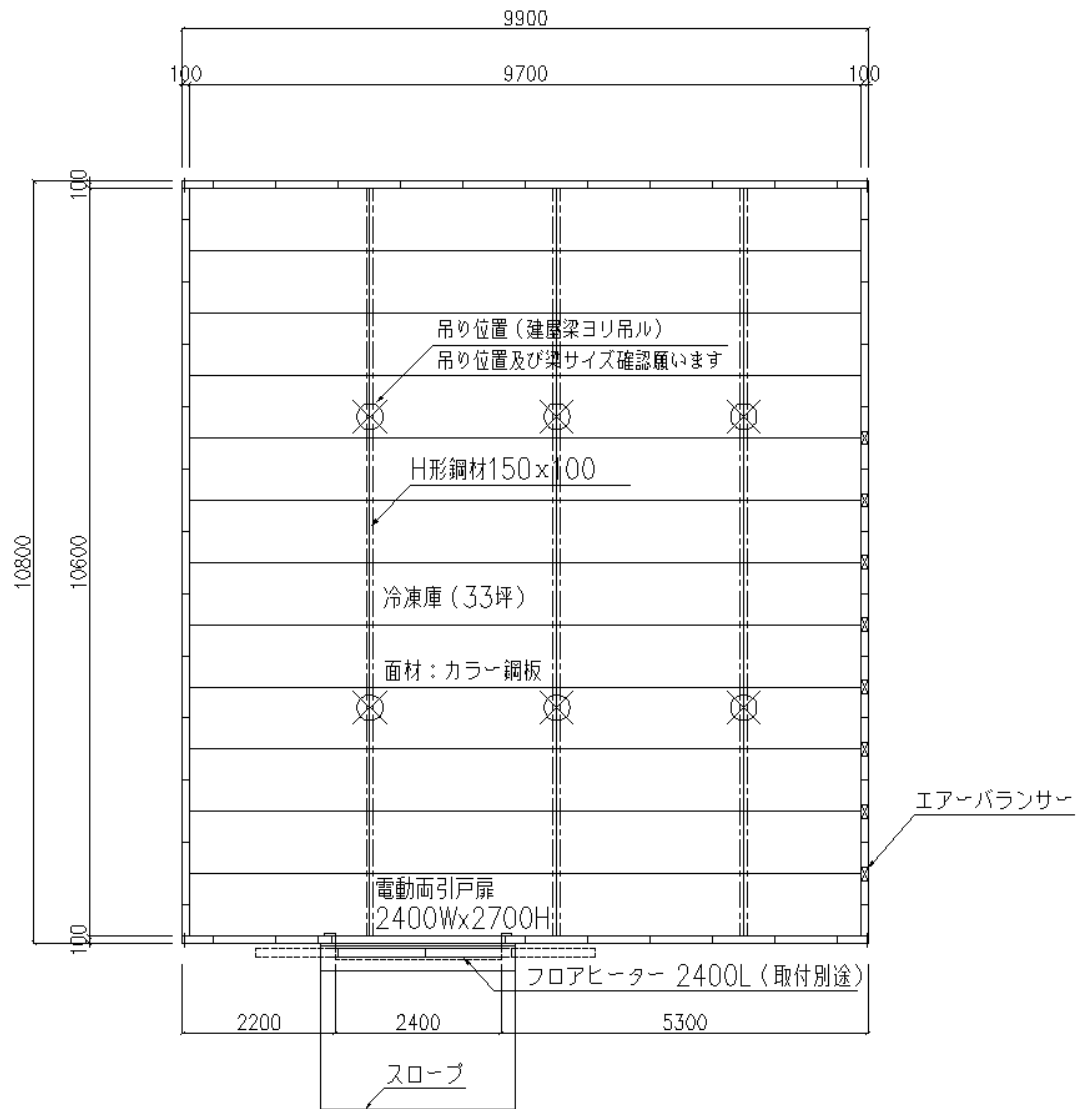 9900
100
9700
100
100
吊り位置（建屋梁ヨリ吊ル）
吊り位置及び梁サイズ確認願います
H形鋼材150x100
10800
10600
冷凍庫（33坪）
面材：カラー鋼板
エアーバランサー
電動両引戸扉
2400Wx2700H
100
フロアヒーター 2400L（取付別途）
2200
2400
5300
スロープ